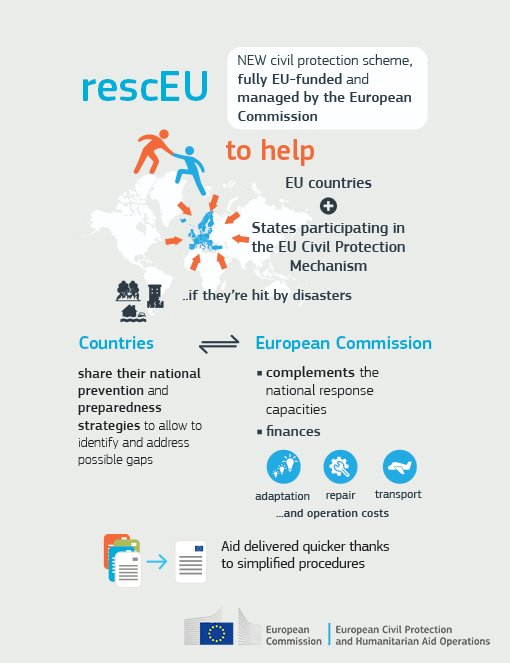 rescEU
NEW civil protection scheme,
fully EU-funded and
managed by the European
Commission
to help
EU countries
+
States participating in
the EU Civil Protection
Mechanism
..if they're hit by disasters
Countries
share their national
prevention and
preparedness
strategies to allow to
identify and address
possible gaps
European Commission
▪ complements the
national response
capacities
▪ finances
adaptation
repair
transport
...and operation costs
Aid delivered quicker thanks
to simplified procedures
European
Commission
European Civil Protection
and Humanitarian Aid Operations